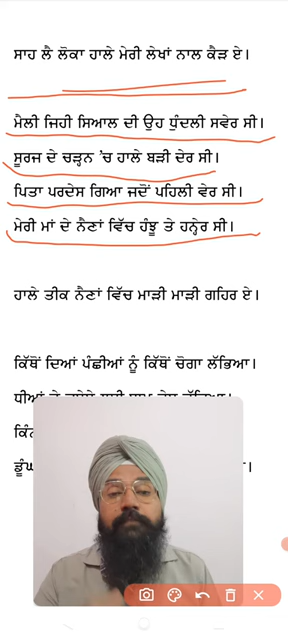 ਸਾਹ ਲੈ ਲੋਕਾ ਹਾਲੇ ਮੇਰੀ ਲੇਖਾਂ ਨਾਲ ਕੈੜ ਏ।
ਮੈਲੀ ਜਿਹੀ ਸਿਆਲ ਦੀ ਉਹ ਧੁੰਦਲੀ ਸਵੇਰ ਸੀ।
ਸੂਰਜ ਦੇ ਚੜ੍ਹਨ 'ਚ ਹਾਲੇ ਬੜੀ ਦੇਰ ਸੀ।
ਪਿਤਾ ਪਰਦੇਸ ਗਿਆ ਜਦੋਂ ਪਹਿਲੀ ਵੇਰ ਸੀ।
ਮੇਰੀ ਮਾਂ ਦੇ ਨੈਣਾਂ ਵਿੱਚ ਹੰਝੂ ਤੇ ਹਨ੍ਹੇਰ ਸੀ।
ਹਾਲੇ ਤੀਕ ਨੈਣਾਂ ਵਿੱਚ ਮਾੜੀ ਮਾੜੀ ਗਹਿਰ ਏ।
ਕਿੱਥੋਂ ਦਿਆਂ ਪੰਛੀਆਂ ਨੂੰ ਕਿੱਥੋਂ ਚੋਗਾ ਲੱਭਿਆ।
ਧੀਆਂ